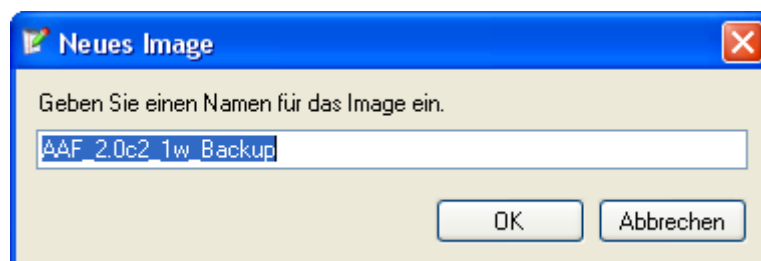 Neues Image
Geben Sie einen Namen für das Image ein.
AAF_2.0c2_1w_Backup
OK Abbrechen